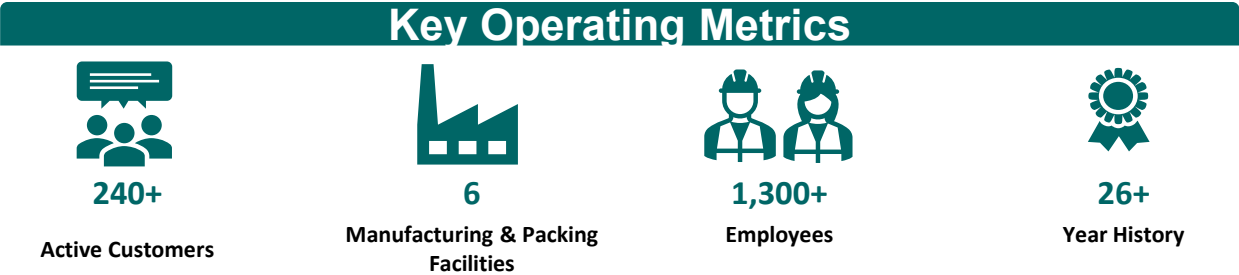 Key Operating Metrics
240+
Active Customers
6
Manufacturing & Packing
Facilities
1,300+
Employees
26+
Year History